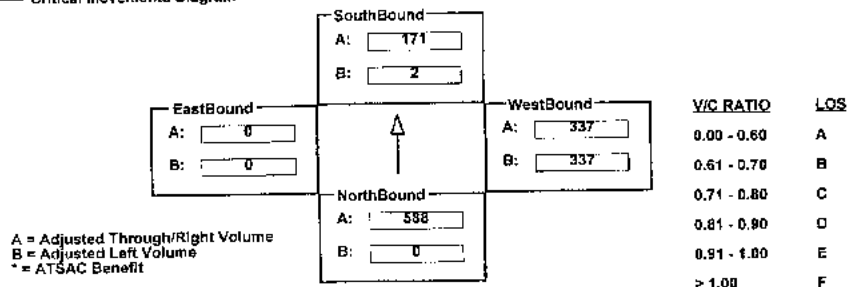 Critical Movements Diagram
SouthBound
A: 171
B: 2
EastBound
A: 0
B: 0
WestBound
A: 337
B: 337
NorthBound
A: 588
B: 0
A = Adjusted Through/Right Volume
B = Adjusted Left Volume
* = ATSAC Benefit
V/C RATIO LOS
0.00 - 0.60 A
0.61 - 0.70 B
0.71 - 0.80 C
0.81 - 0.90 D
0.91 - 1.00 E
> 1.00 F